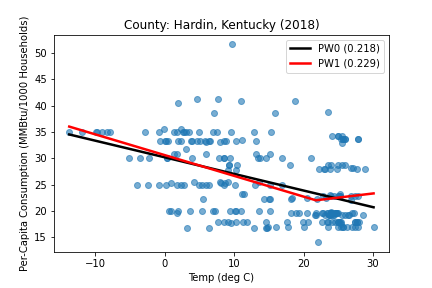 County: Hardin, Kentucky (2018)
Per-Capita Consumption (MMBtu/1000 Households)
50
45
40
35
30
25
20
15
PW0 (0.218)
PW1 (0.229)
−10 0 10 20 30
Temp (deg C)